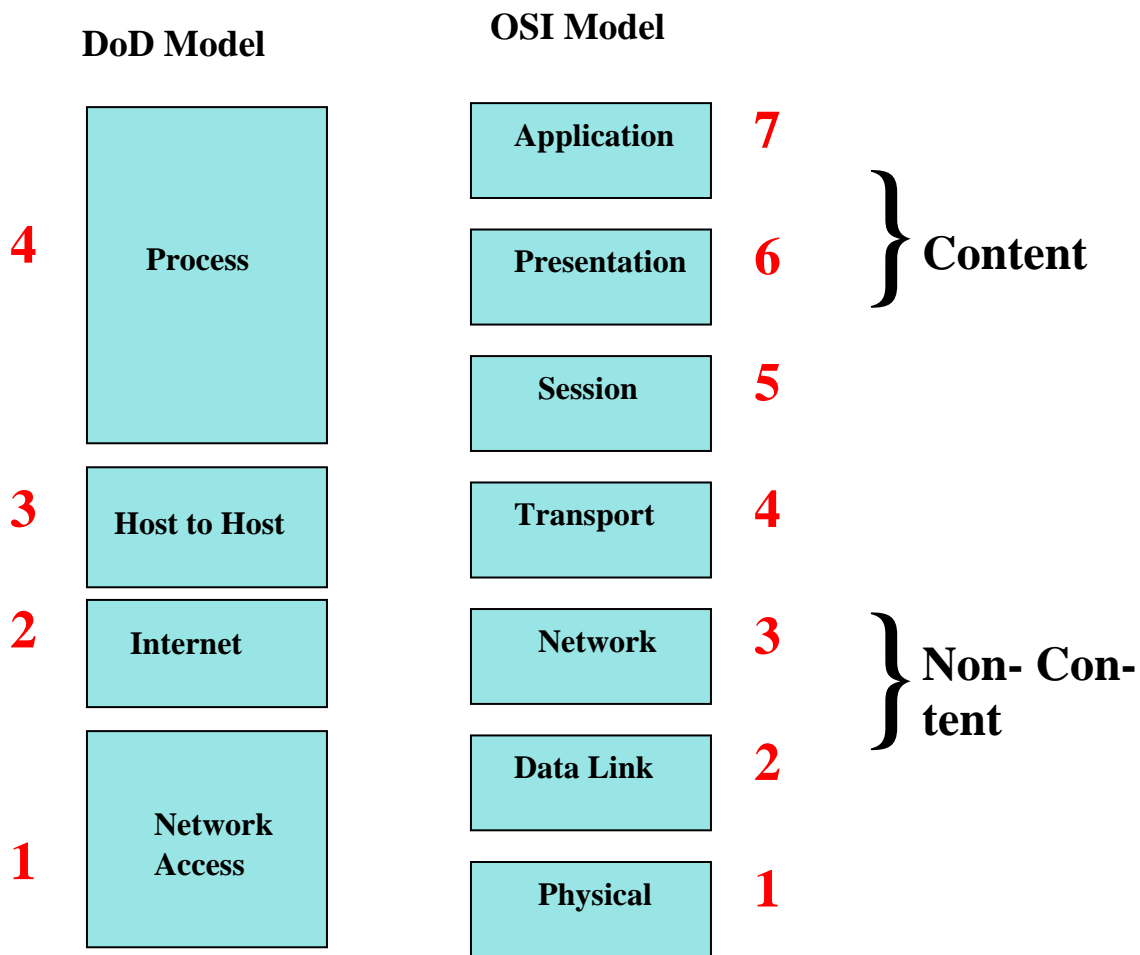 DoD Model
OSI Model
4
Process
3
Host to Host
2
Internet
1
Network
Access
Application
7
Presentation
6
Session
5
Transport
4
Network
3
Data Link
2
Physical
1
} Content
} Non- Con-
tent